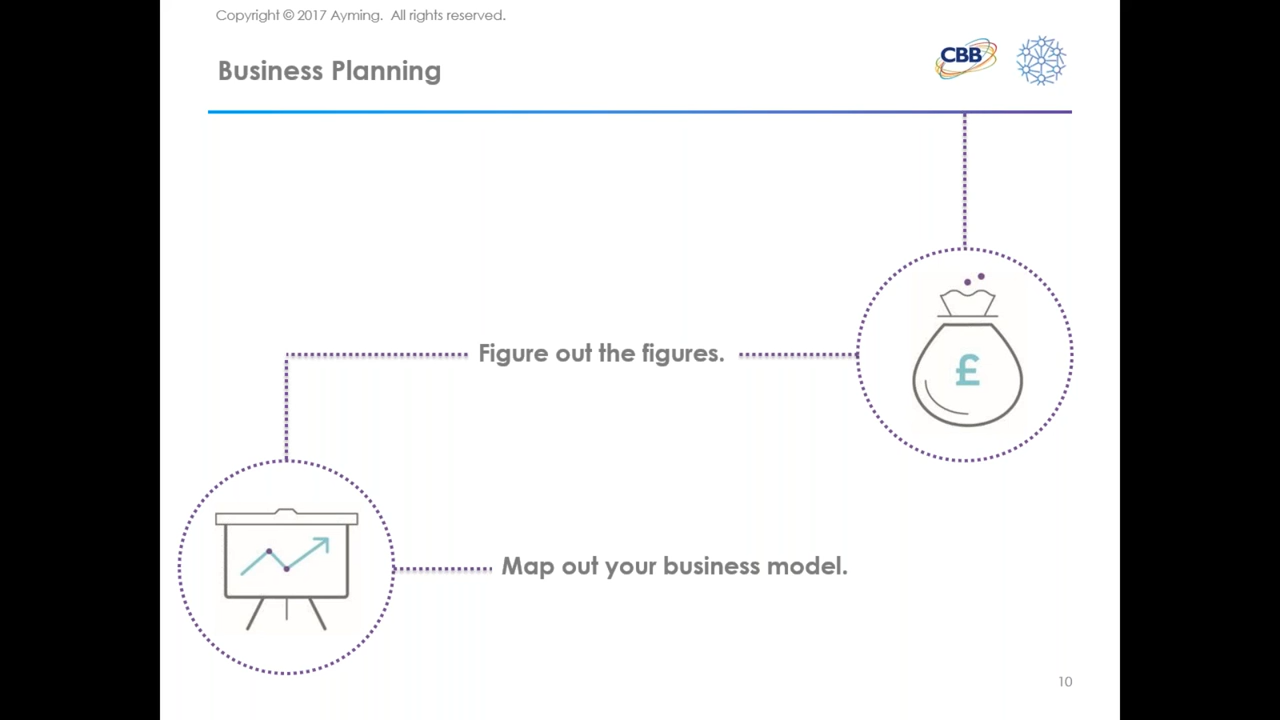 Copyright © 2017 Ayming. All rights reserved.
Business Planning
CBB
£
Figure out the figures.
Map out your business model.
10